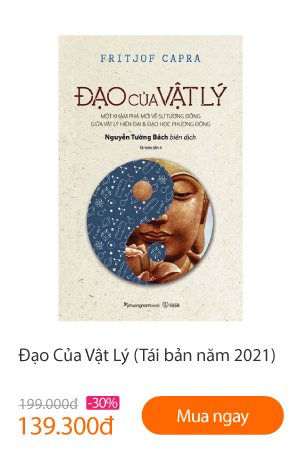 FRITJOF CAPRA
ĐẠO CỦA VẬT LÝ
MỘT KHÁM PHÁ MỚI VỀ SỰ TƯƠNG ĐỒNG
GIỮA VẬT LÝ HIỆN ĐẠI & ĐẠO HỌC PHƯƠNG ĐÔNG
Nguyễn Tường Bách biên dịch
phuongnambook
Đạo Của Vật Lý (Tái bản năm 2021)
199.000đ -30%
139.300đ
Mua ngay